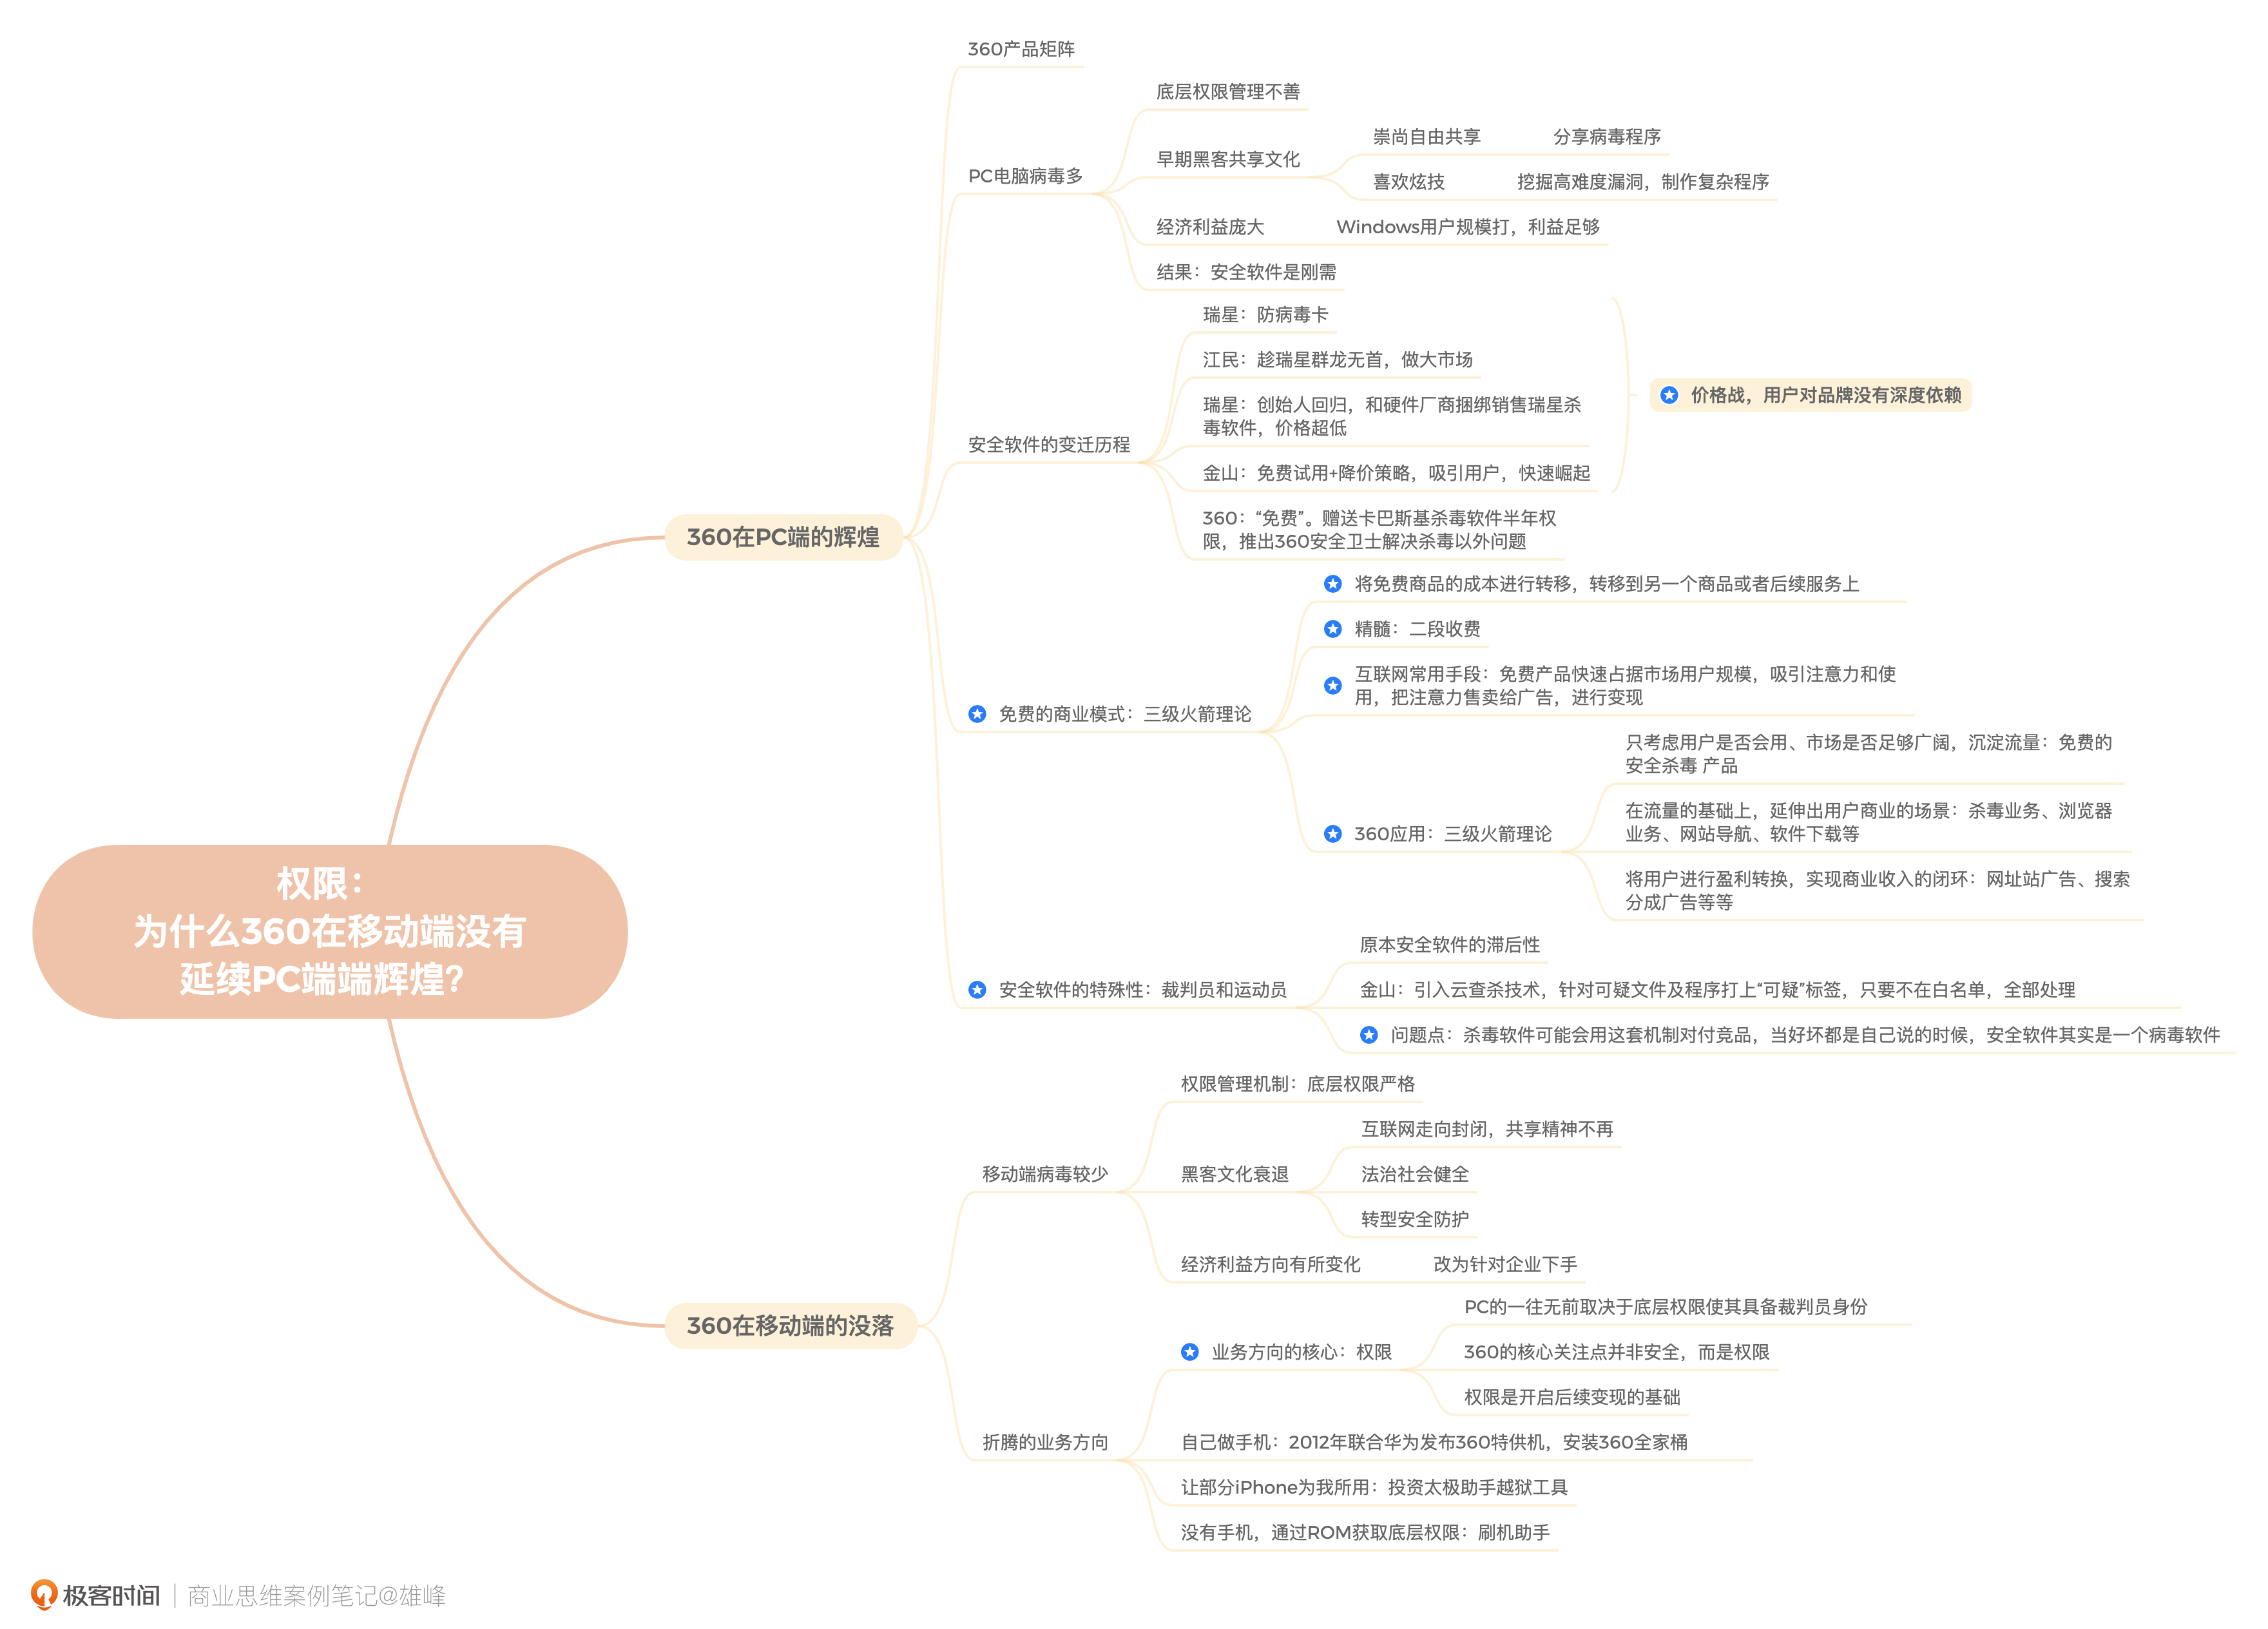 360产品矩阵
底层权限管理不善
崇尚自由共享
分享病毒程序
早期黑客共享文化
PC电脑病毒多
喜欢炫技
挖掘高难度漏洞，制作复杂程序
经济利益庞大
Windows用户规模打，利益足够
结果：安全软件是刚需
瑞星：防病毒卡
江民：趁瑞星群龙无首，做大市场
瑞星：创始人回归，和硬件厂商捆绑销售瑞星杀
毒软件，价格超低
价格战，用户对品牌没有深度依赖
安全软件的变迁历程
金山：免费试用+降价策略，吸引用户，快速崛起
360：“免费”。赠送卡巴斯基杀毒软件半年权
限，推出360安全卫士解决杀毒以外问题
360在PC端的辉煌
将免费商品的成本进行转移，转移到另一个商品或者后续服务上
精髓：二段收费
互联网常用手段：免费产品快速占据市场用户规模，吸引注意力和使
用，把注意力售卖给广告，进行变现
免费的商业模式：三级火箭理论
只考虑用户是否会用、市场是否足够广阔，沉淀流量：免费的
安全杀毒 产品
在流量的基础上，延伸出用户商业的场景：杀毒业务、浏览器
业务、网站导航、软件下载等
360应用：三级火箭理论
将用户进行盈利转换，实现商业收入的闭环：网址站广告、搜索
分成广告等等
权限：
为什么360在移动端没有
延续PC端端辉煌？
原本安全软件的滞后性
安全软件的特殊性：裁判员和运动员
金山：引入云查杀技术，针对可疑文件及程序打上“可疑”标签，只要不在白名单，全部处理
问题点：杀毒软件可能会用这套机制对付竞品，当好坏都是自己说的时候，安全软件其实是一个病毒软件
权限管理机制：底层权限严格
互联网走向封闭，共享精神不再
移动端病毒较少
黑客文化衰退
法治社会健全
转型安全防护
经济利益方向有所变化
改为针对企业下手
360在移动端的没落
PC的一往无前取决于底层权限使其具备裁判员身份
业务方向的核心：权限
360的核心关注点并非安全，而是权限
权限是开启后续变现的基础
折腾的业务方向
自己做手机：2012年联合华为发布360特供机，安装360全家桶
让部分iPhone为我所用：投资太极助手越狱工具
没有手机，通过ROM获取底层权限：刷机助手
极客时间
商业思维案例笔记@雄峰